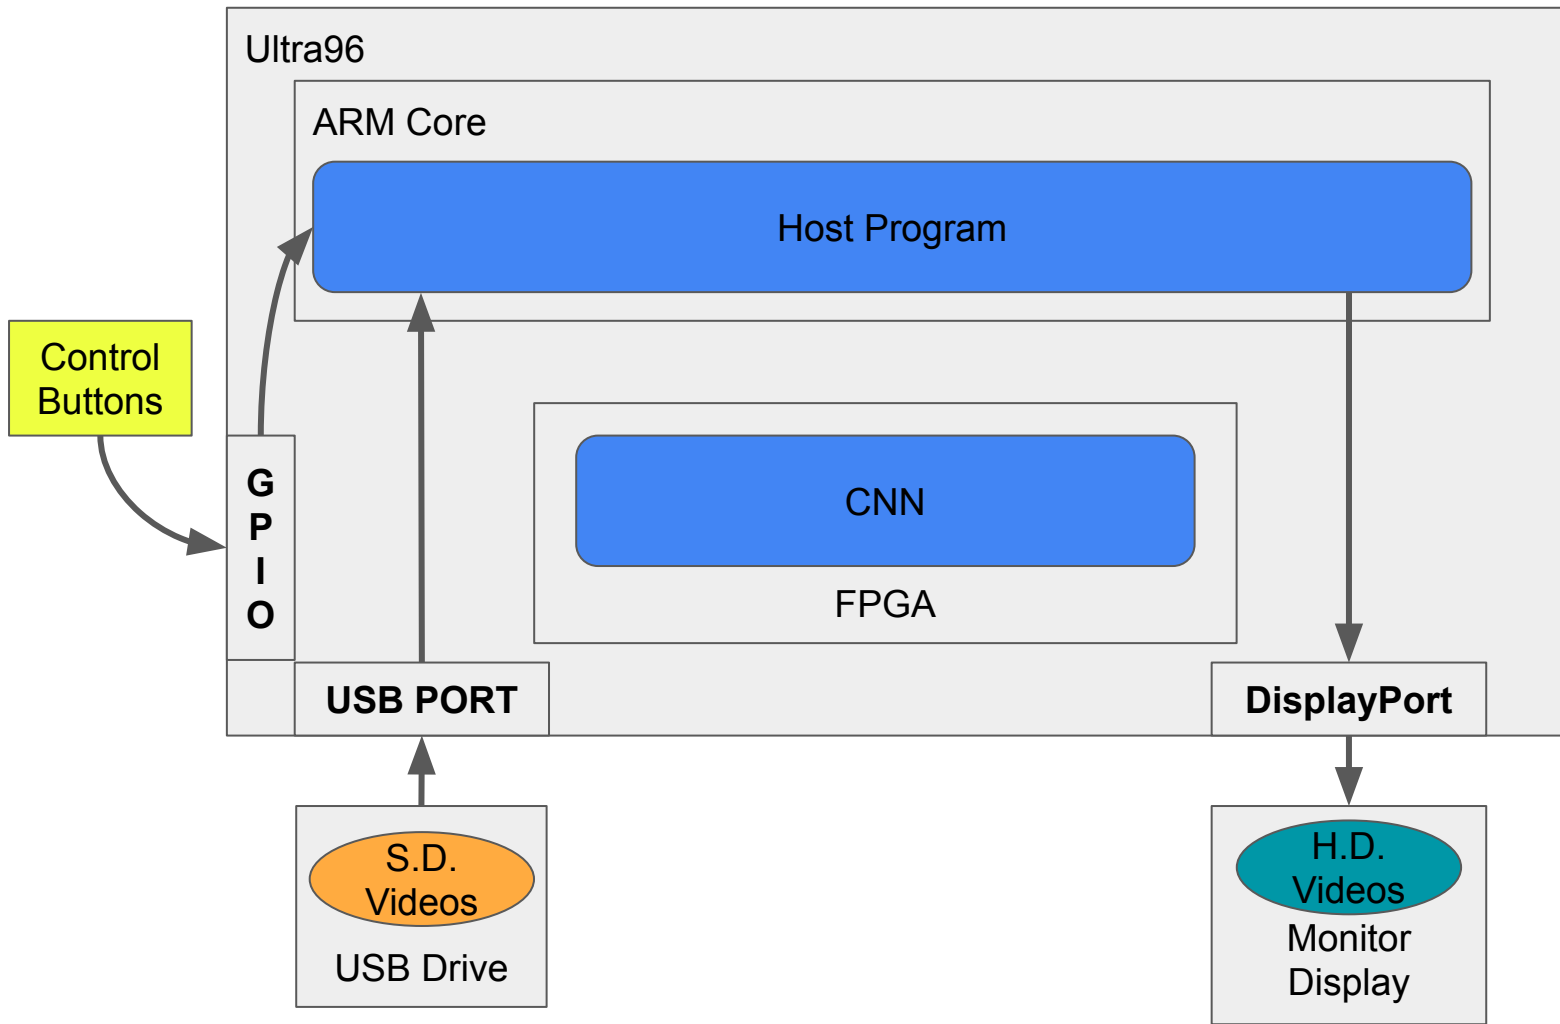 Ultra96
ARM Core
Host Program
Control
Buttons
G
P
I
O
CNN
FPGA
USB PORT
DisplayPort
S.D.
Videos
USB Drive
H.D.
Videos
Monitor
Display